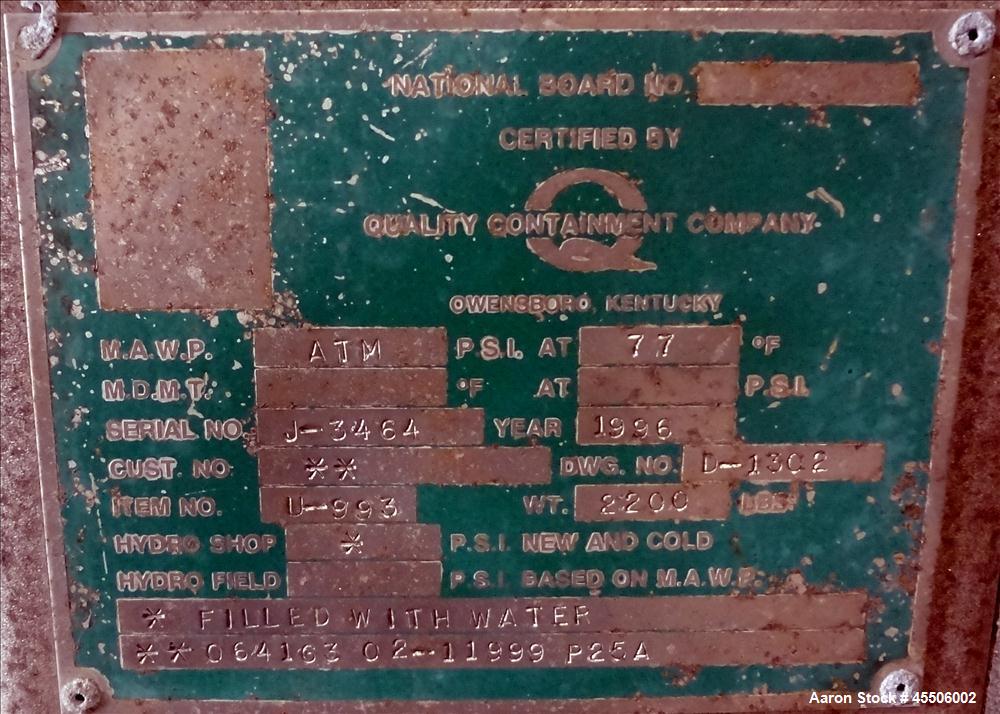 NATIONAL BOARD NO
CERTIFIED BY
QUALITY CONTAINMENT COMPANY
Q
OWENSBORO, KENTUCKY
M.A.W.P. ATM P.S.I. AT 77 °F
M.D.M.T. °F AT P.S.I.
SERIAL NO. J-3464 YEAR 1996
CUST. NO. ** DWG. NO. D-1302
ITEM NO. U-993 WT. 2200 LBS.
HYDRO SHOP * P.S.I. NEW AND COLD
HYDRO FIELD P.S.I. BASED ON M.A.W.P.
* FILLED WITH WATER
** 064163 02-11999 P25A
Aaron Stock # 45506002